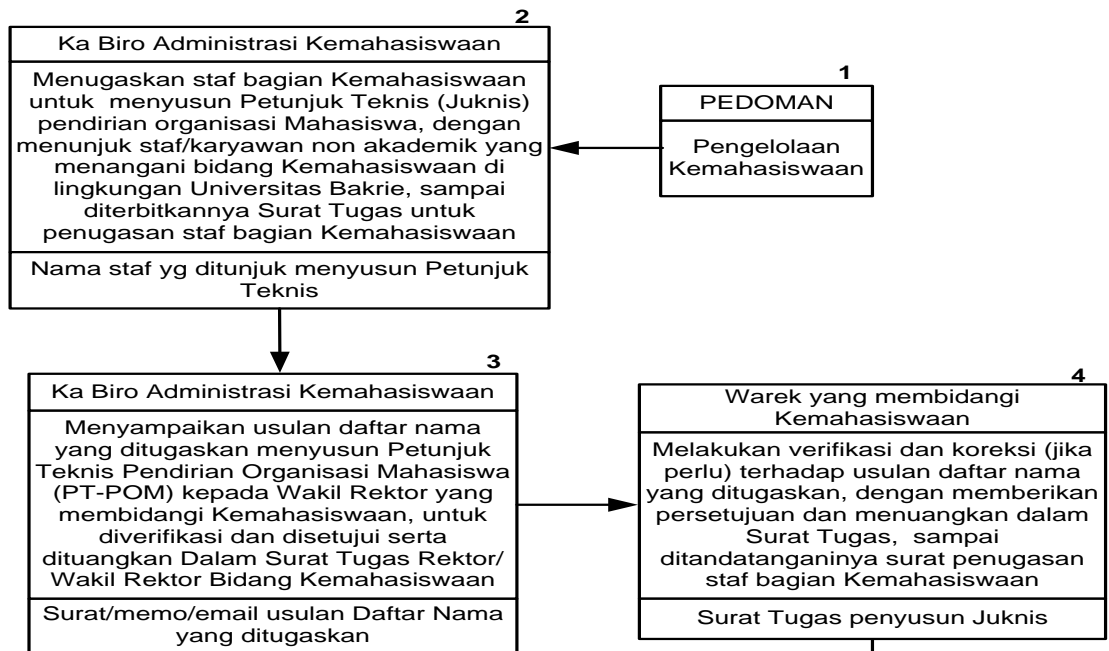 2
Ka Biro Administrasi Kemahasiswaan
Menugaskan staf bagian Kemahasiswaan
untuk menyusun Petunjuk Teknis (Juknis)
pendirian organisasi Mahasiswa, dengan
menunjuk staf/karyawan non akademik yang
menangani bidang Kemahasiswaan di
lingkungan Universitas Bakrie, sampai
diterbitkannya Surat Tugas untuk
penugasan staf bagian Kemahasiswaan
Nama staf yg ditunjuk menyusun Petunjuk
Teknis
1
PEDOMAN
Pengelolaan
Kemahasiswaan
3
Ka Biro Administrasi Kemahasiswaan
Menyampaikan usulan daftar nama
yang ditugaskan menyusun Petunjuk
Teknis Pendirian Organisasi Mahasiswa
(PT-POM) kepada Wakil Rektor yang
membidangi Kemahasiswaan, untuk
diverifikasi dan disetujui serta
dituangkan Dalam Surat Tugas Rektor/
Wakil Rektor Bidang Kemahasiswaan
Surat/memo/email usulan Daftar Nama
yang ditugaskan
4
Warek yang membidangi
Kemahasiswaan
Melakukan verifikasi dan koreksi (jika
perlu) terhadap usulan daftar nama
yang ditugaskan, dengan memberikan
persetujuan dan menuangkan dalam
Surat Tugas, sampai
ditandatanganinya surat penugasan
staf bagian Kemahasiswaan
Surat Tugas penyusun Juknis